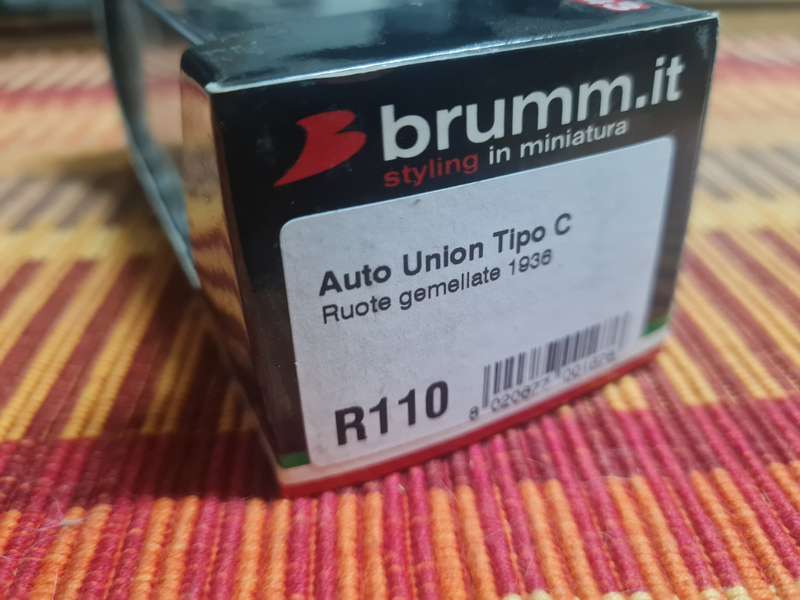 brumm.it
styling in miniatura
Auto Union Tipo C
Ruote gemellate 1936
R110